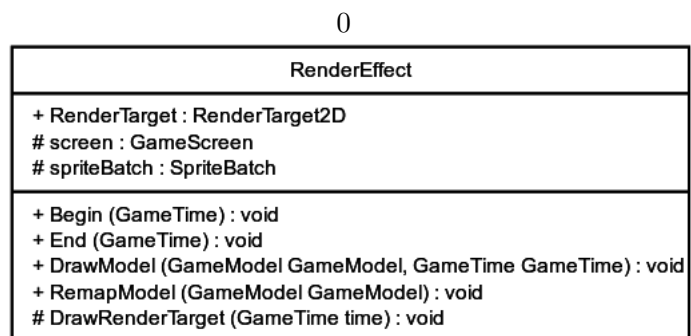 0
RenderEffect
+ RenderTarget : RenderTarget2D
# screen : GameScreen
# spriteBatch : SpriteBatch
+ Begin (GameTime) : void
+ End (GameTime) : void
+ DrawModel (GameModel GameModel, GameTime GameTime) : void
+ RemapModel (GameModel GameModel) : void
# DrawRenderTarget (GameTime time) : void